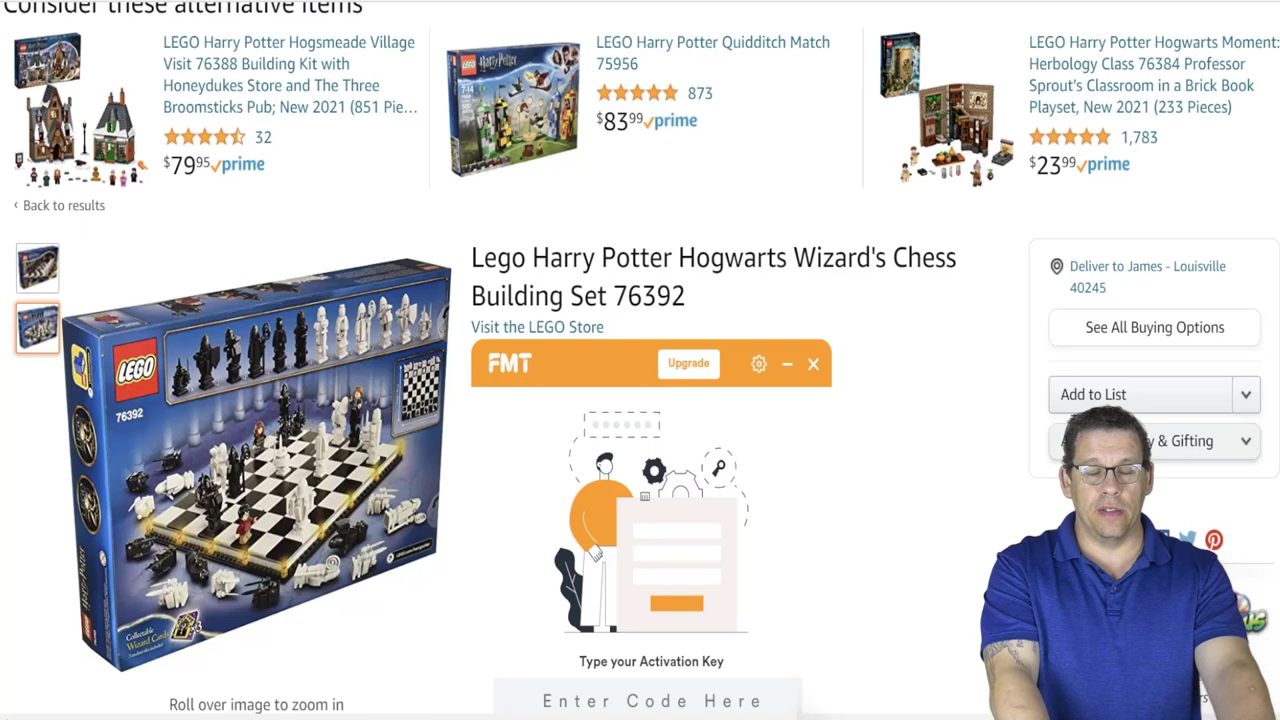 Consider these alternative items
LEGO Harry Potter Hogsmeade Village
Visit 76388 Building Kit with
Honeydukes Store and The Three
Broomsticks Pub; New 2021 (851 Pie…
32
$79 95 prime
LEGO Harry Potter Quidditch Match
75956
873
$83 99 prime
LEGO Harry Potter Hogwarts Moment:
Herbology Class 76384 Professor
Sprout's Classroom in a Brick Book
Playset, New 2021 (233 Pieces)
1,783
$23 99 prime
‹ Back to results
Lego Harry Potter Hogwarts Wizard's Chess
Building Set 76392
Visit the LEGO Store
FMT
Upgrade
Type your Activation Key
Enter Code Here
LEGO
76392
Collectable
Wizard Cards
Roll over image to zoom in
Deliver to James - Louisville
40245
See All Buying Options
Add to List
y & Gifting